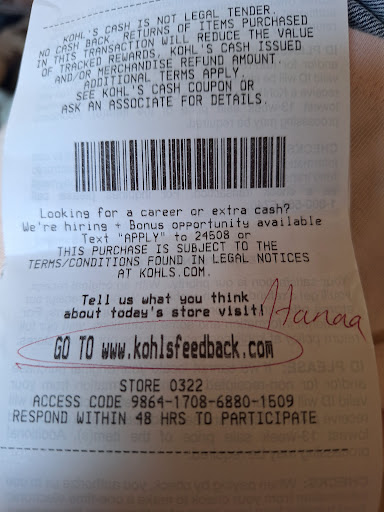 KOHL'S CASH IS NOT LEGAL TENDER.
NO CASH BACK. RETURNS OF ITEMS PURCHASED
IN THIS TRANSACTION WILL REDUCE THE VALUE
OF TRACKED REWARDS, KOHL'S CASH ISSUED
AND/OR MERCHANDISE REFUND AMOUNT.
ADDITIONAL TERMS APPLY.
SEE KOHL'S CASH COUPON OR
ASK AN ASSOCIATE FOR DETAILS.
Looking for a career or extra cash?
We're hiring + Bonus opportunity available
Text "APPLY" to 24508 or
THIS PURCHASE IS SUBJECT TO THE
TERMS/CONDITIONS FOUND IN LEGAL NOTICES
AT KOHLS.COM.
Tell us what you think
about today's store visit!
Hanaa
GO TO www.kohlsfeedback.com
STORE 0322
ACCESS CODE 9864-1708-6880-1509
RESPOND WITHIN 48 HRS TO PARTICIPATE